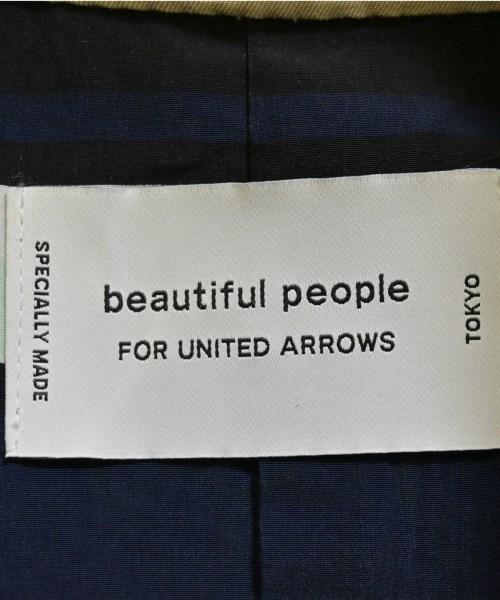 SPECIALLY MADE
beautiful people
FOR UNITED ARROWS
TOKYO